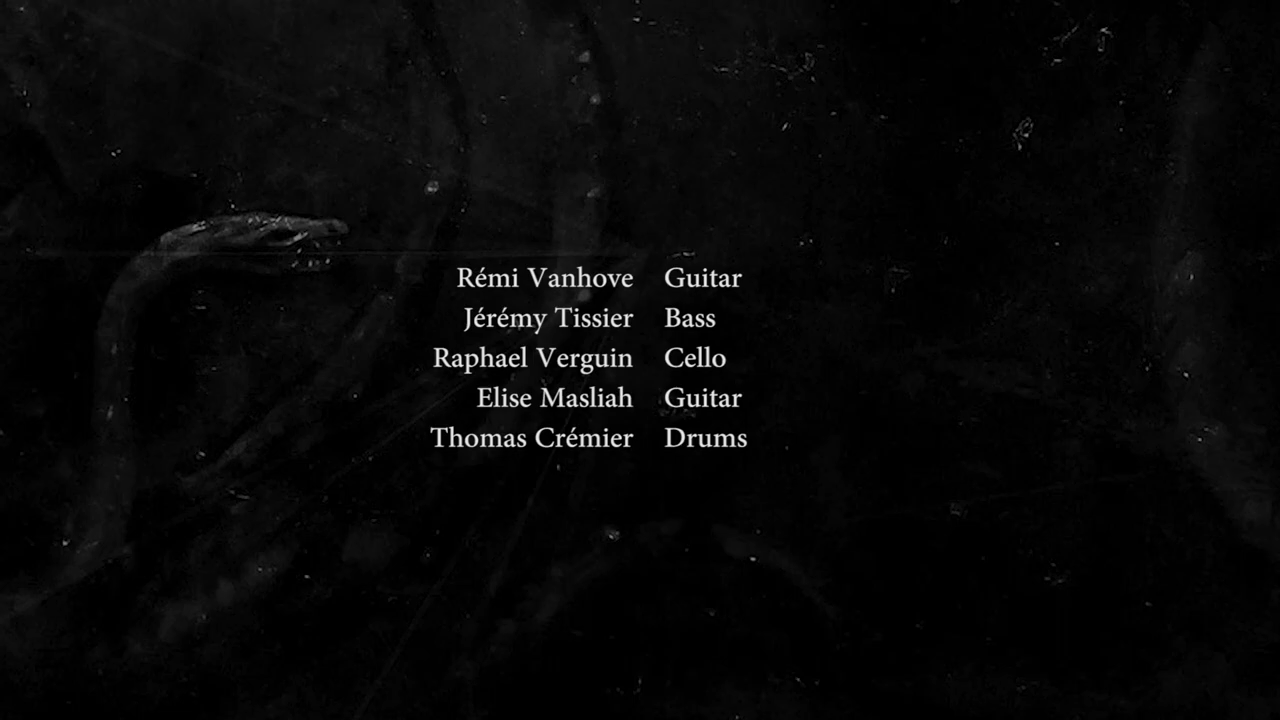 Rémi Vanhove Guitar
Jérémy Tissier Bass
Raphael Verguin Cello
Elise Masliah Guitar
Thomas Crémier Drums